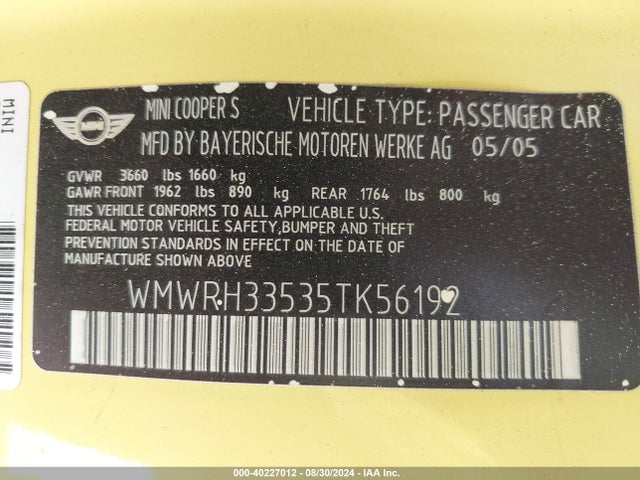 MINI
MINI
MINI COOPER S VEHICLE TYPE: PASSENGER CAR
MFD BY BAYERISCHE MOTOREN WERKE AG 05/05
GVWR 3660 lbs 1660 kg
GAWR FRONT 1962 lbs 890 kg REAR 1764 lbs 800 kg
THIS VEHICLE CONFORMS TO ALL APPLICABLE U.S.
FEDERAL MOTOR VEHICLE SAFETY,BUMPER AND THEFT
PREVENTION STANDARDS IN EFFECT ON THE DATE OF
MANUFACTURE SHOWN ABOVE
WMWRH33535TK56192
000-40227012 - 08/30/2024 - IAA Inc.